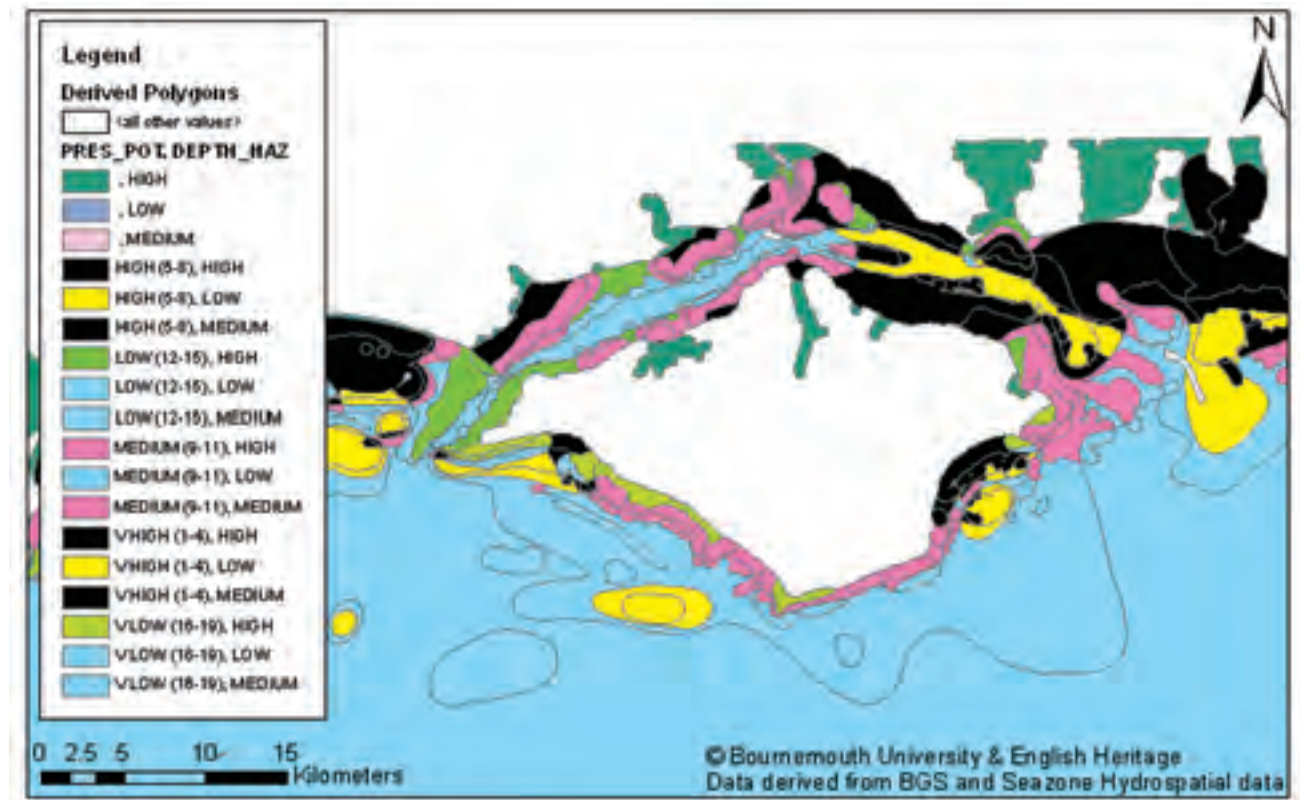 N
Legend
Derived Polygons
<all other values>
PRES_POT, DEPTH_HAZ
, HIGH
, LOW
, MEDIUM
HIGH (5-8), HIGH
HIGH (5-8), LOW
HIGH (5-8), MEDIUM
LOW (12-15), HIGH
LOW (12-15), LOW
LOW (12-15), MEDIUM
MEDIUM (9-11), HIGH
MEDIUM (9-11), LOW
MEDIUM (9-11), MEDIUM
VHIGH (1-4), HIGH
VHIGH (1-4), LOW
VHIGH (1-4), MEDIUM
VLOW (16-19), HIGH
VLOW (16-19), LOW
VLOW (16-19), MEDIUM
0 2.5 5 10 15
Kilometers
© Bournemouth University & English Heritage
Data derived from BGS and Seazone Hydrospatial data